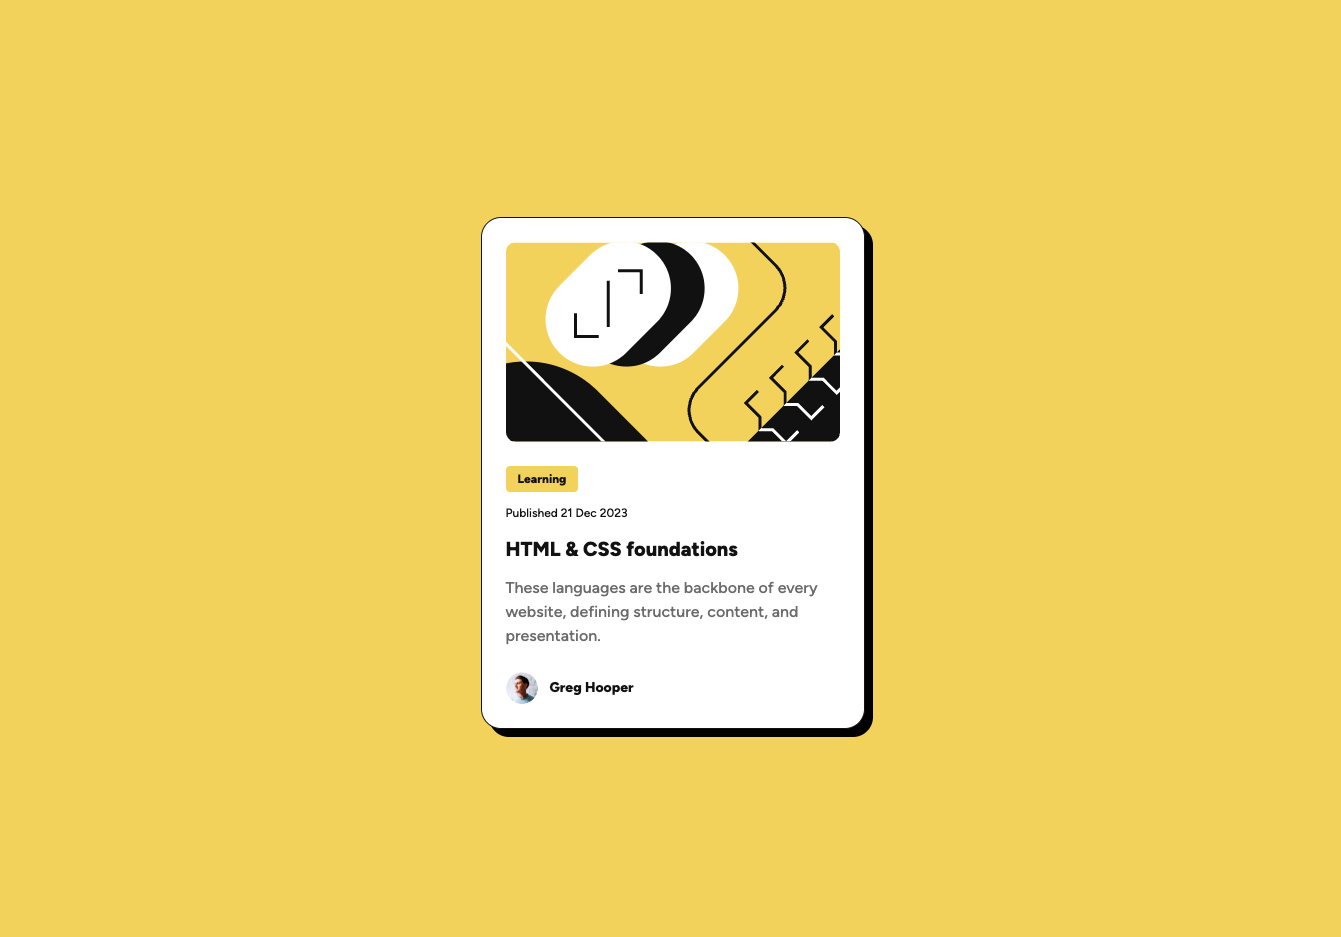 Learning
Published 21 Dec 2023
HTML & CSS foundations
These languages are the backbone of every
website, defining structure, content, and
presentation.
Greg Hooper